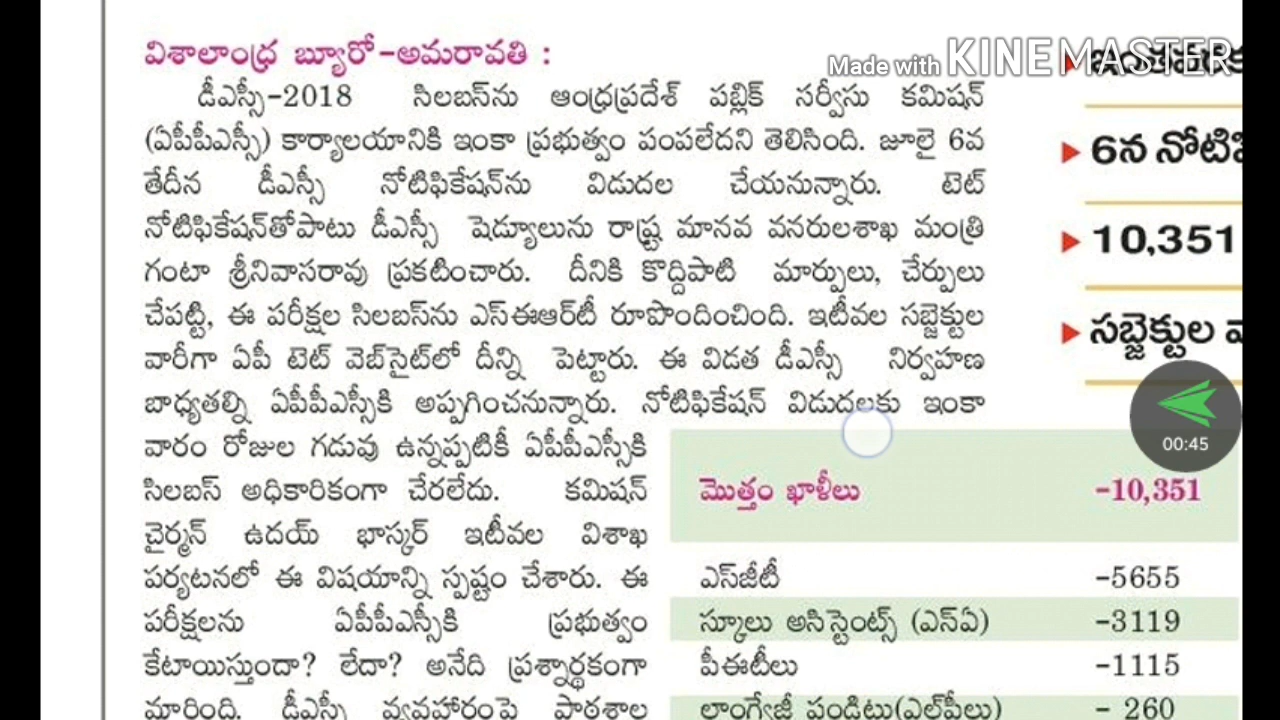 విశాలాంధ్ర బ్యూరో-అమరావతి :
డీఎస్సీ-2018 సిలబస్‌ను ఆంధ్రప్రదేశ్ పబ్లిక్ సర్వీసు కమిషన్
(ఏపీపీఎస్సీ) కార్యాలయానికి ఇంకా ప్రభుత్వం పంపలేదని తెలిసింది. జూలై 6వ
తేదీన డీఎస్సీ నోటిఫికేషన్‌ను విడుదల చేయనున్నారు. టెట్
నోటిఫికేషన్‌తోపాటు డీఎస్సీ షెడ్యూలును రాష్ట్ర మానవ వనరులశాఖ మంత్రి
గంటా శ్రీనివాసరావు ప్రకటించారు. దీనికి కొద్దిపాటి మార్పులు, చేర్పులు
చేపట్టి, ఈ పరీక్షల సిలబస్‌ను ఎస్‌ఈఆర్‌టీ రూపొందించింది. ఇటీవల సబ్జెక్టుల
వారీగా ఏపీ టెట్ వెబ్‌సైట్‌లో దీన్ని పెట్టారు. ఈ విడత డీఎస్సీ నిర్వహణ
బాధ్యతల్ని ఏపీపీఎస్సీకి అప్పగించనున్నారు. నోటిఫికేషన్ విడుదలకు ఇంకా
వారం రోజుల గడువు ఉన్నప్పటికీ ఏపీపీఎస్సీకి
సిలబస్ అధికారికంగా చేరలేదు. కమిషన్
చైర్మన్ ఉదయ్ భాస్కర్ ఇటీవల విశాఖ
పర్యటనలో ఈ విషయాన్ని స్పష్టం చేశారు. ఈ
పరీక్షలను ఏపీపీఎస్సీకి ప్రభుత్వం
కేటాయిస్తుందా? లేదా? అనేది ప్రశ్నార్థకంగా
మారింది. డీఎస్సీ వ్యవహారంపై పాఠశాల
మొత్తం ఖాళీలు -10,351
ఎస్‌జీటీ -5655
స్కూలు అసిస్టెంట్స్ (ఎస్ఏ) -3119
పీఈటీలు -1115
లాంగ్వేజీ పండిట్లు(ఎల్‌పీలు) - 260
Made with KINEMASTER
6న
10,351
సబ్జెక్టుల
00:45